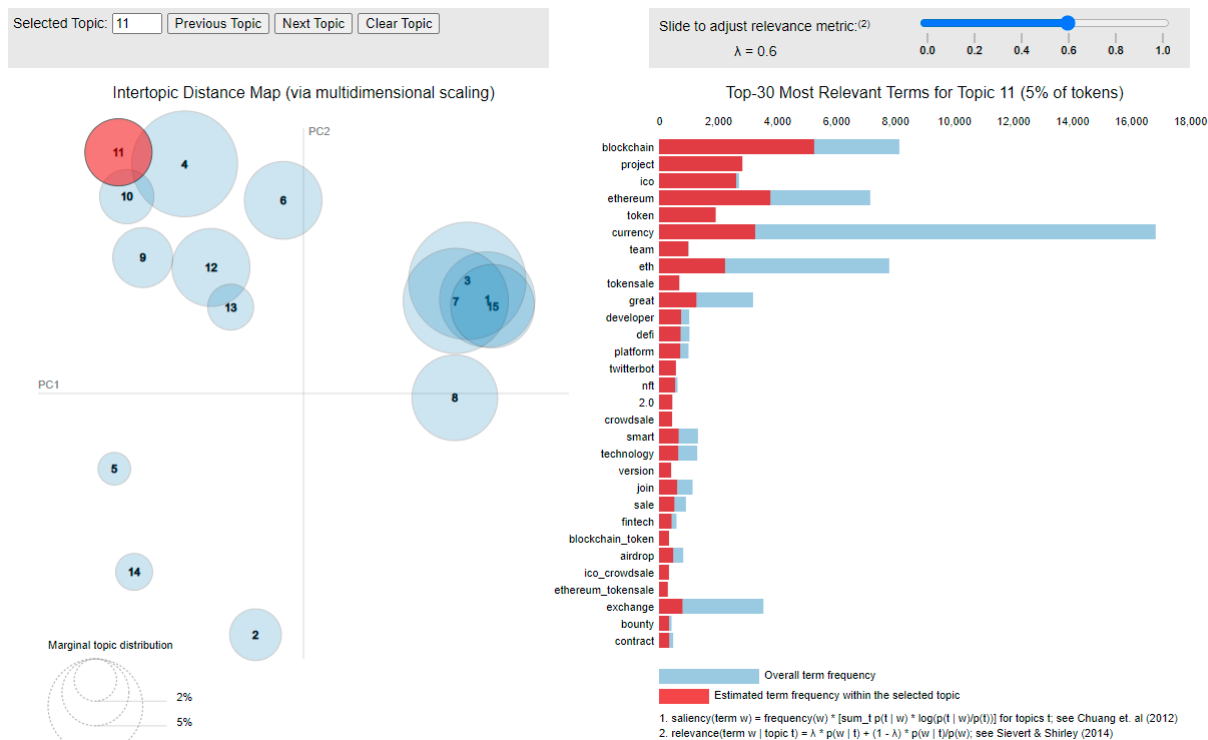 Selected Topic: 11 Previous Topic Next Topic Clear Topic
Slide to adjust relevance metric:(2)
λ = 0.6
0.0 0.2 0.4 0.6 0.8 1.0
Intertopic Distance Map (via multidimensional scaling)
PC2
PC1
11
4
10
6
9
12
13
3
7
1
15
8
5
14
2
Marginal topic distribution
2%
5%
Top-30 Most Relevant Terms for Topic 11 (5% of tokens)
0 2,000 4,000 6,000 8,000 10,000 12,000 14,000 16,000 18,000
blockchain
project
ico
ethereum
token
currency
team
eth
tokensale
great
developer
defi
platform
twitterbot
nft
2.0
crowdsale
smart
technology
version
join
sale
fintech
blockchain_token
airdrop
ico_crowdsale
ethereum_tokensale
exchange
bounty
contract
Overall term frequency
Estimated term frequency within the selected topic
1. saliency(term w) = frequency(w) * [sum_t p(t | w) * log(p(t | w)/p(t))] for topics t; see Chuang et. al (2012)
2. relevance(term w | topic t) = λ * p(w | t) + (1 - λ) * p(w | t)/p(w); see Sievert & Shirley (2014)